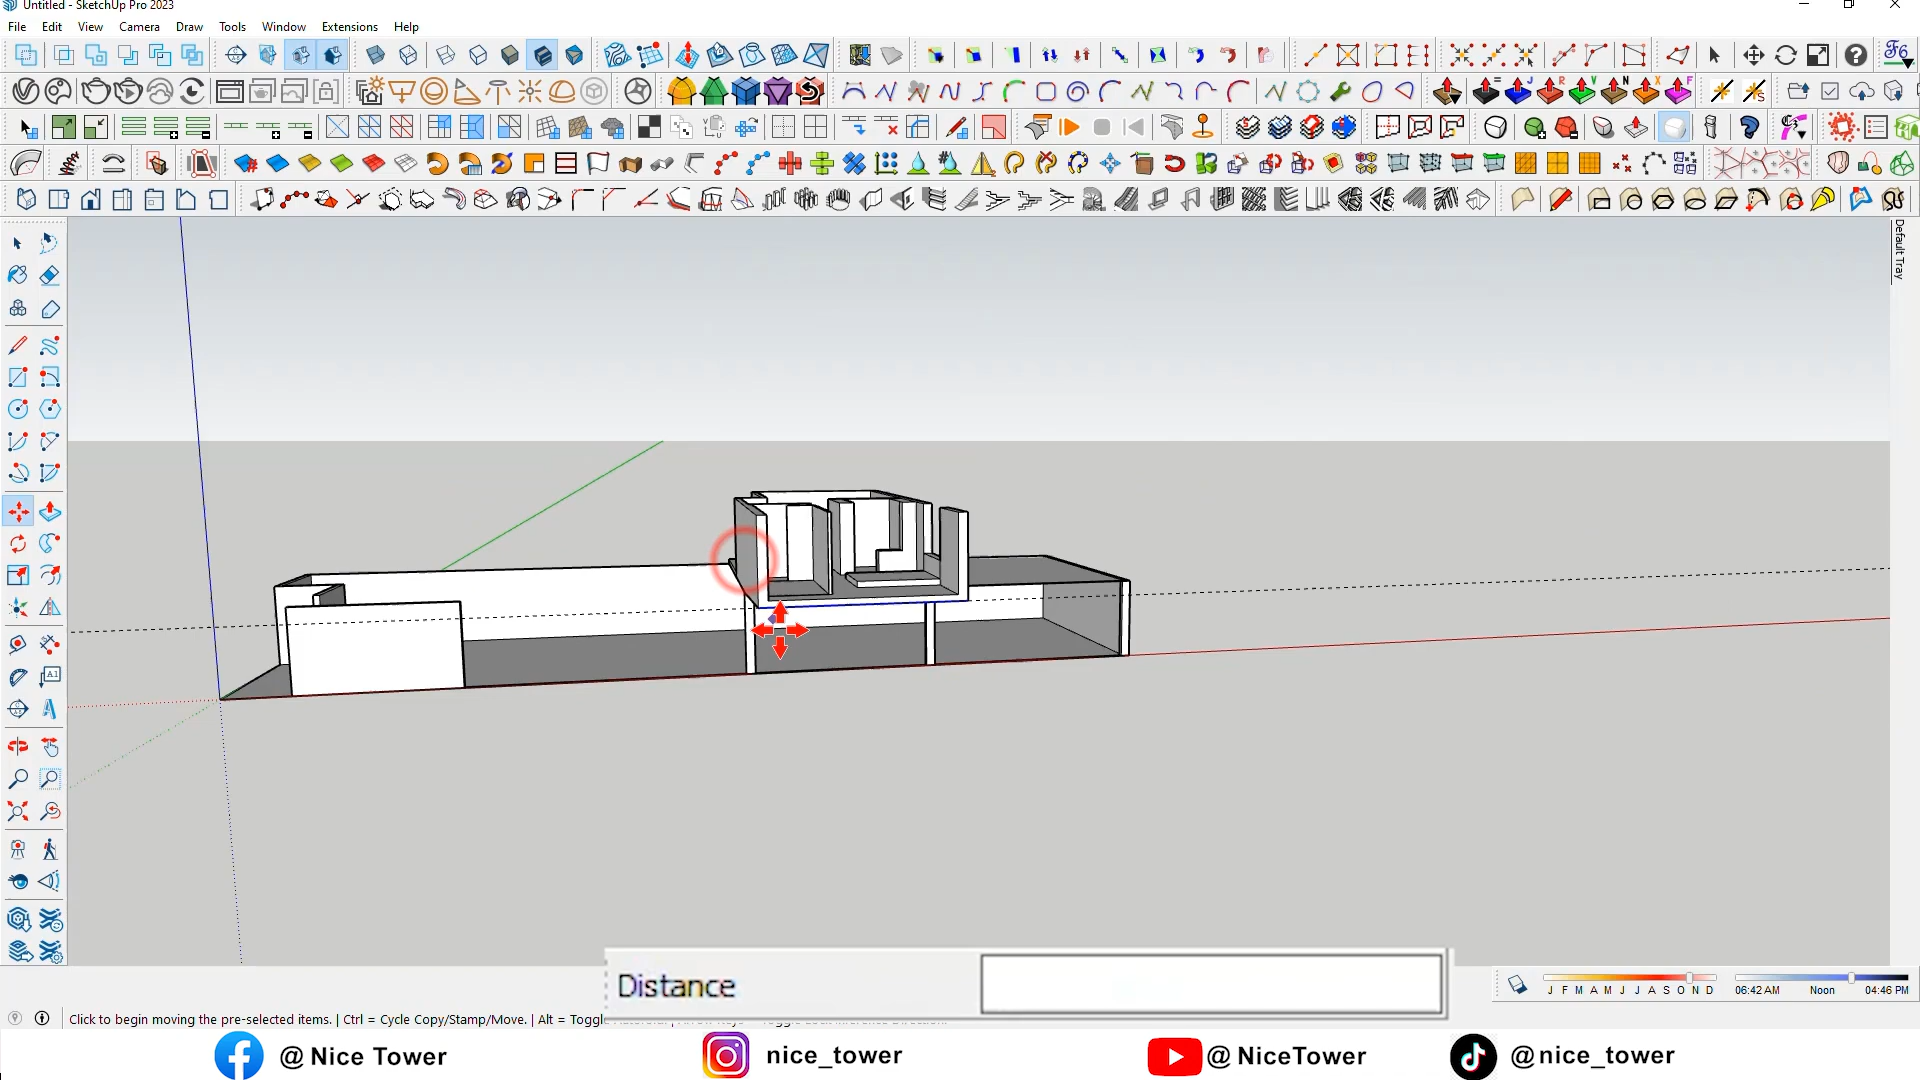 Untitled - SketchUp Pro 2023
File Edit View Camera Draw Tools Window Extensions Help
Default Tray
Distance
J F M A M J J A S O N D
06:42 AM Noon 04:46 PM
Click to begin moving the pre-selected items. | Ctrl = Cycle Copy/Stamp/Move. | Alt =
@ Nice Tower
nice_tower
@ NiceTower
@nice_tower